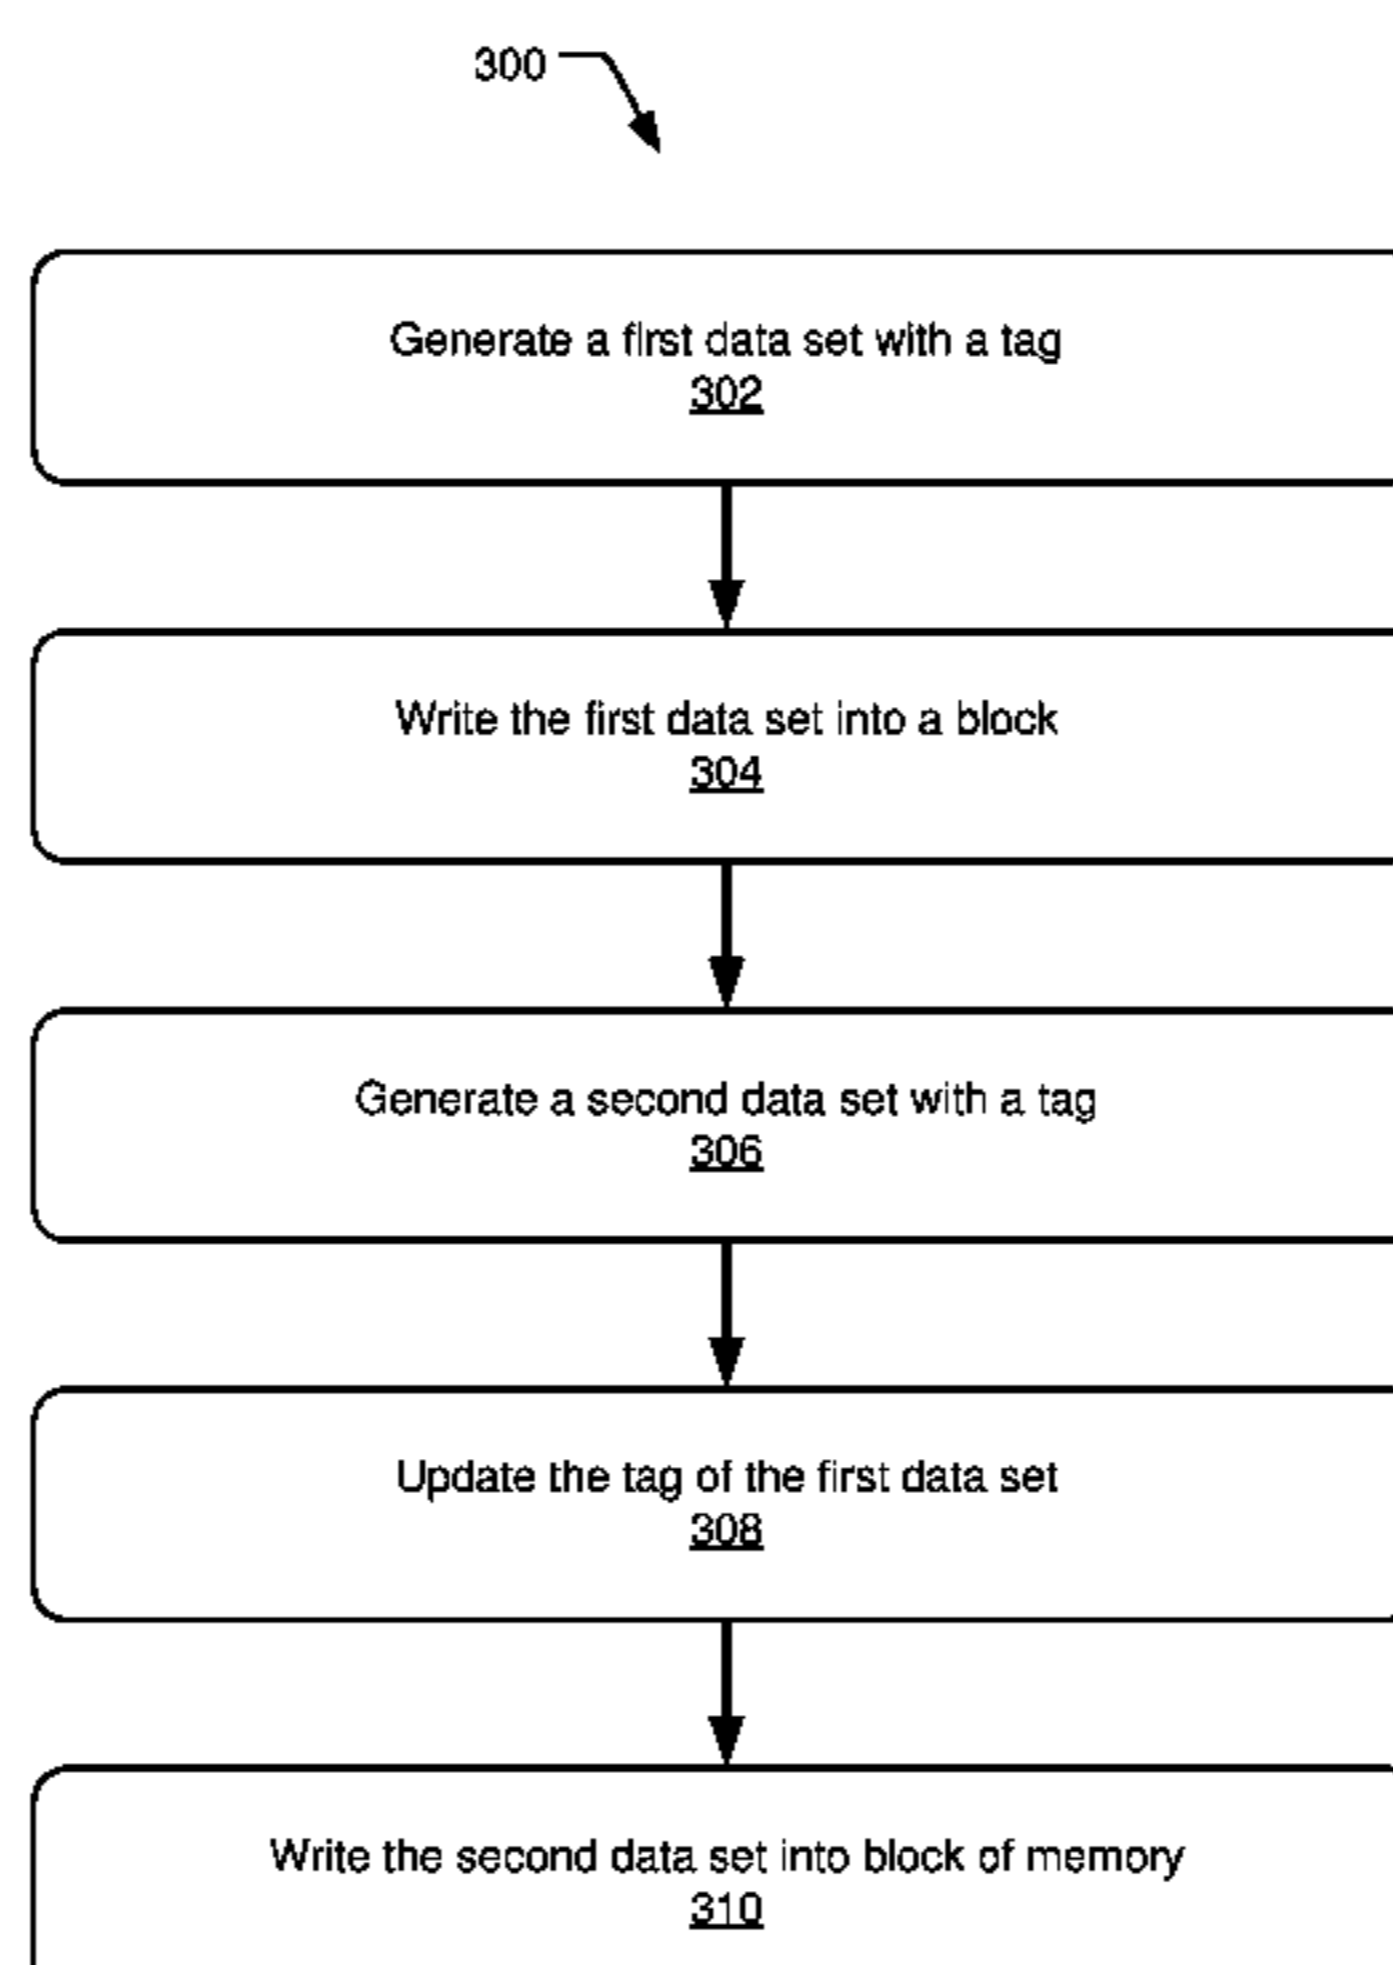 300
Generate a first data set with a tag
302
Write the first data set into a block
304
Generate a second data set with a tag
306
Update the tag of the first data set
308
Write the second data set into block of memory
310